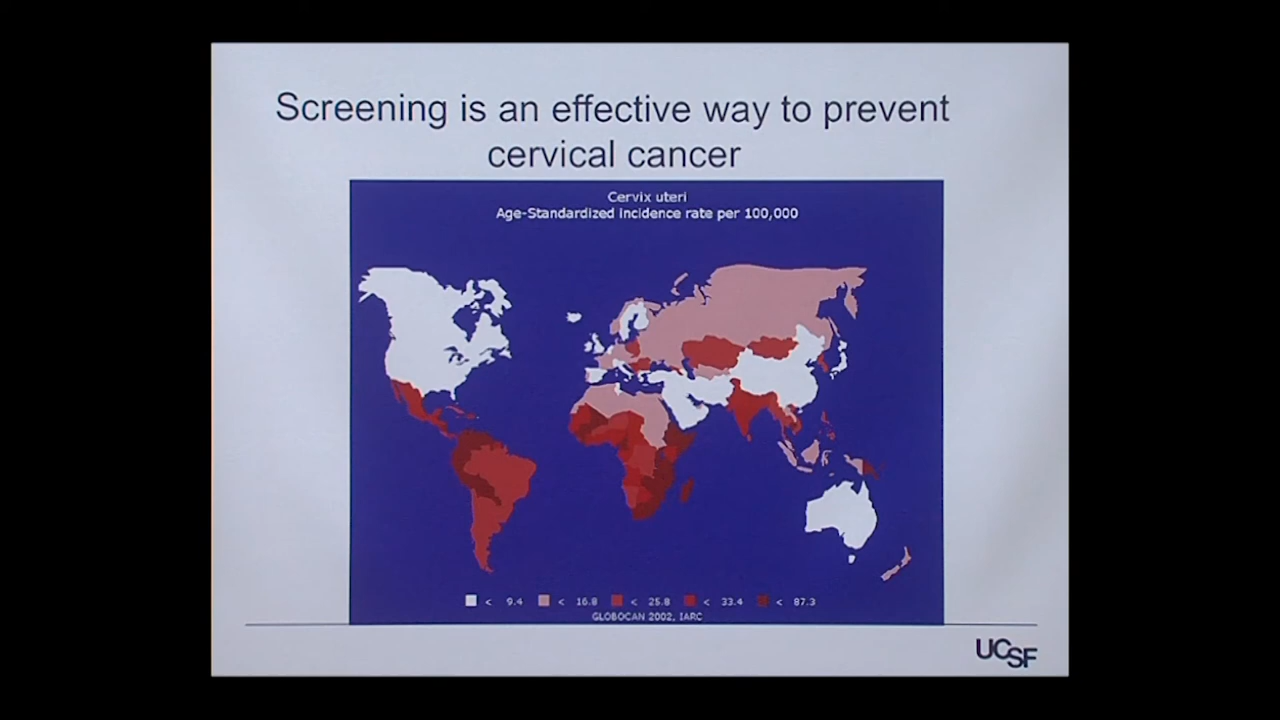 Screening is an effective way to prevent
cervical cancer
Cervix uteri
Age-Standardized incidence rate per 100,000
< 9.4 < 16.8 < 25.8 < 33.4 < 87.3
GLOBOCAN 2002, IARC
UCSF